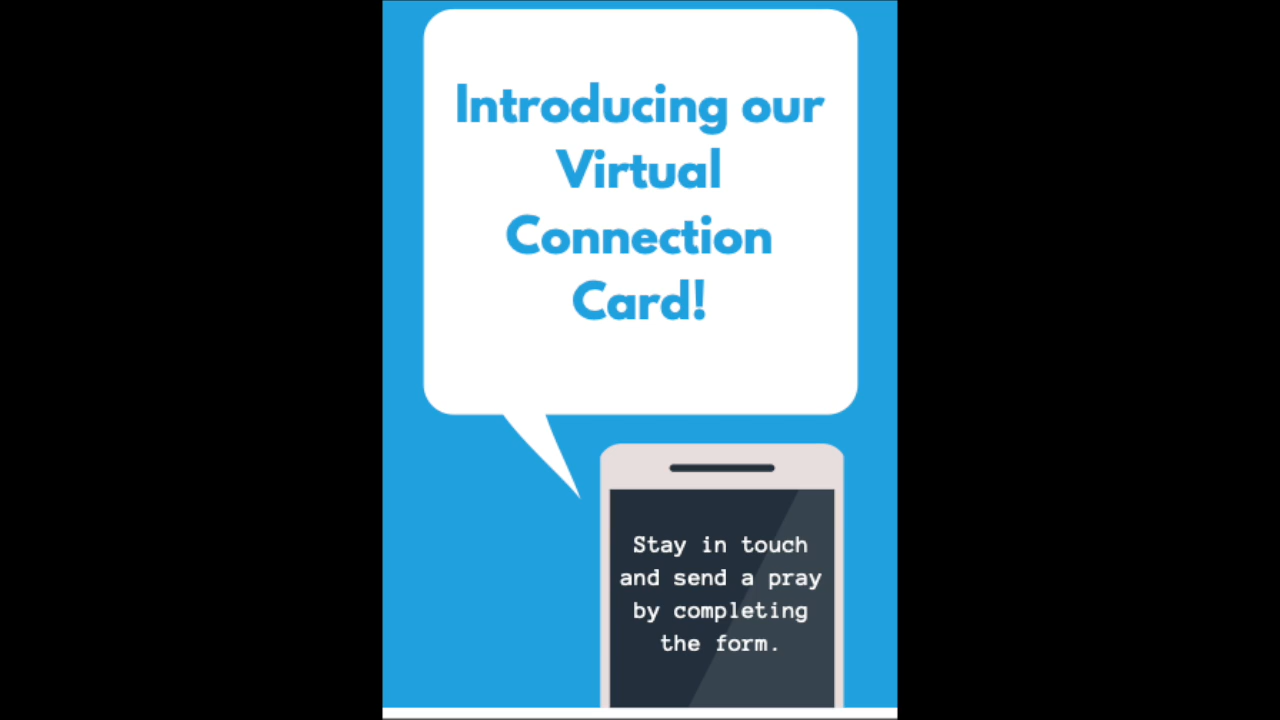 Introducing our
Virtual
Connection
Card!
Stay in touch
and send a pray
by completing
the form.